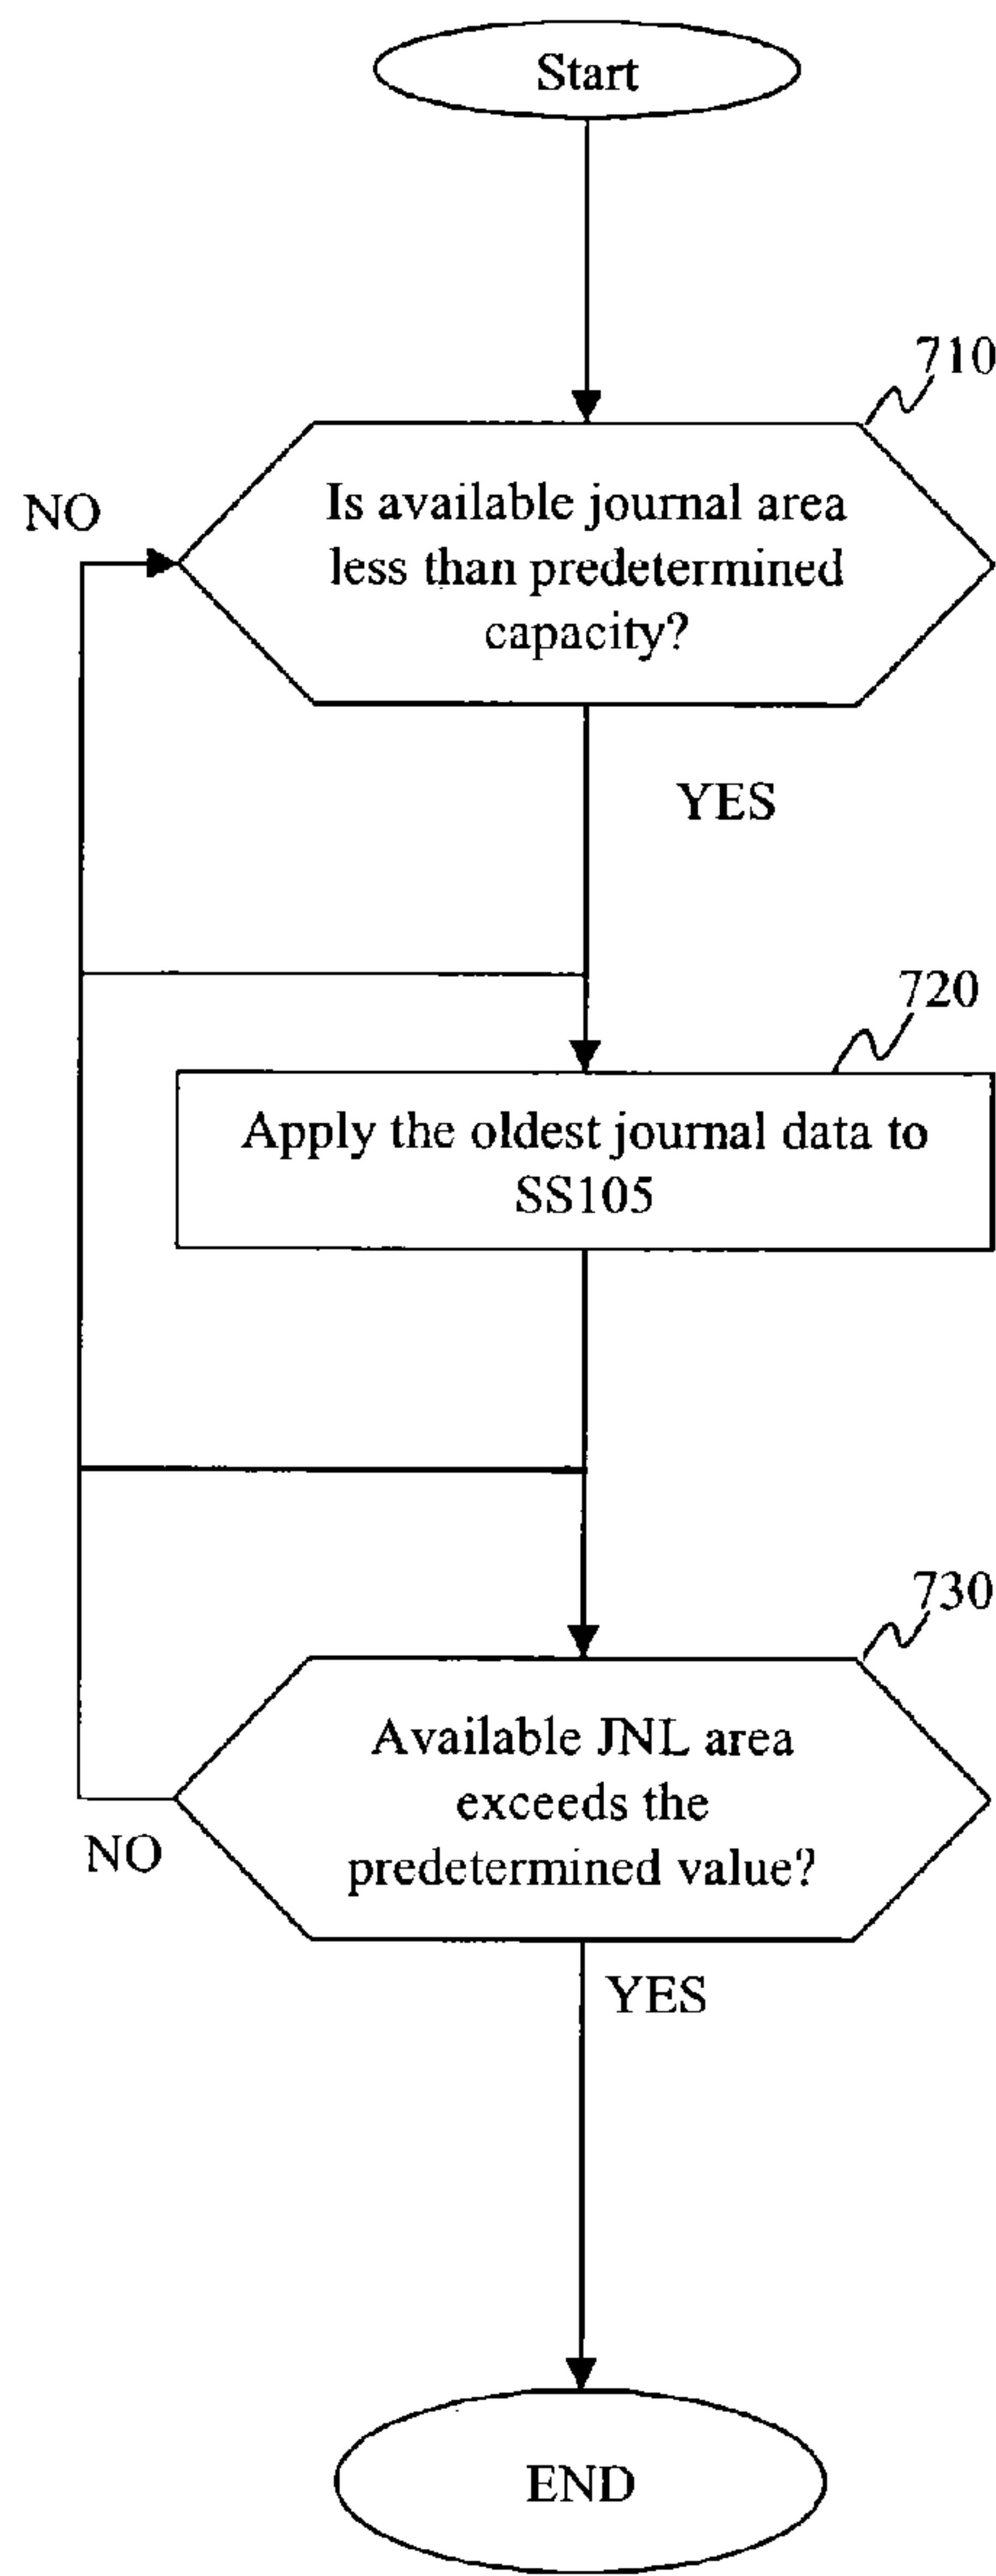 Start
710
NO
Is available journal area
less than predetermined
capacity?
YES
720
Apply the oldest journal data to
SS105
730
Available JNL area
exceeds the
predetermined value?
NO
YES
END